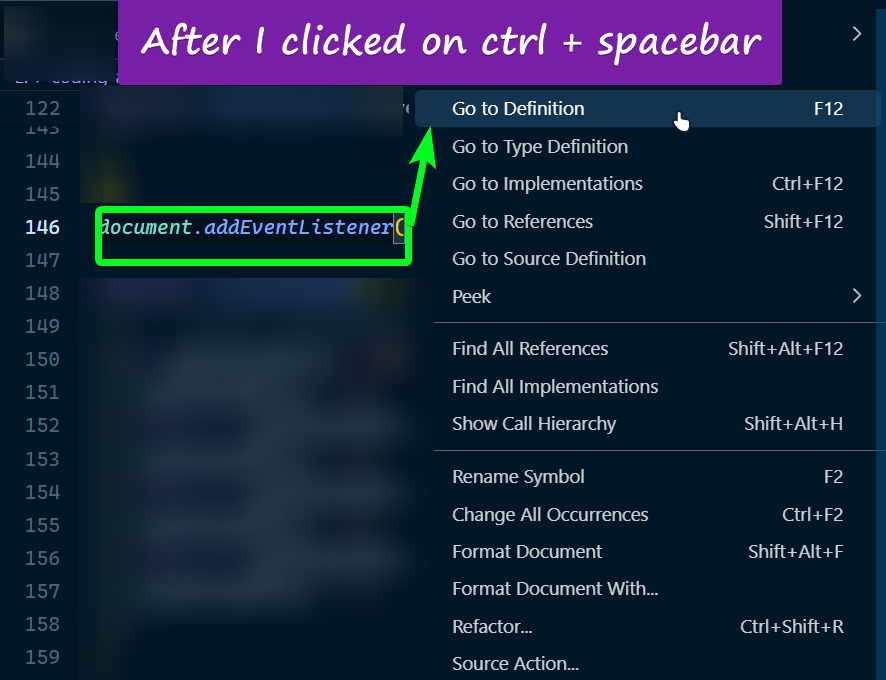 After I clicked on ctrl + spacebar
122
143
144
145
146 document.addEventListener(
147
148
149
150
151
152
153
154
155
156
157
158
159
Go to Definition F12
Go to Type Definition
Go to Implementations Ctrl+F12
Go to References Shift+F12
Go to Source Definition
Peek
Find All References Shift+Alt+F12
Find All Implementations
Show Call Hierarchy Shift+Alt+H
Rename Symbol F2
Change All Occurrences Ctrl+F2
Format Document Shift+Alt+F
Format Document With...
Refactor... Ctrl+Shift+R
Source Action...